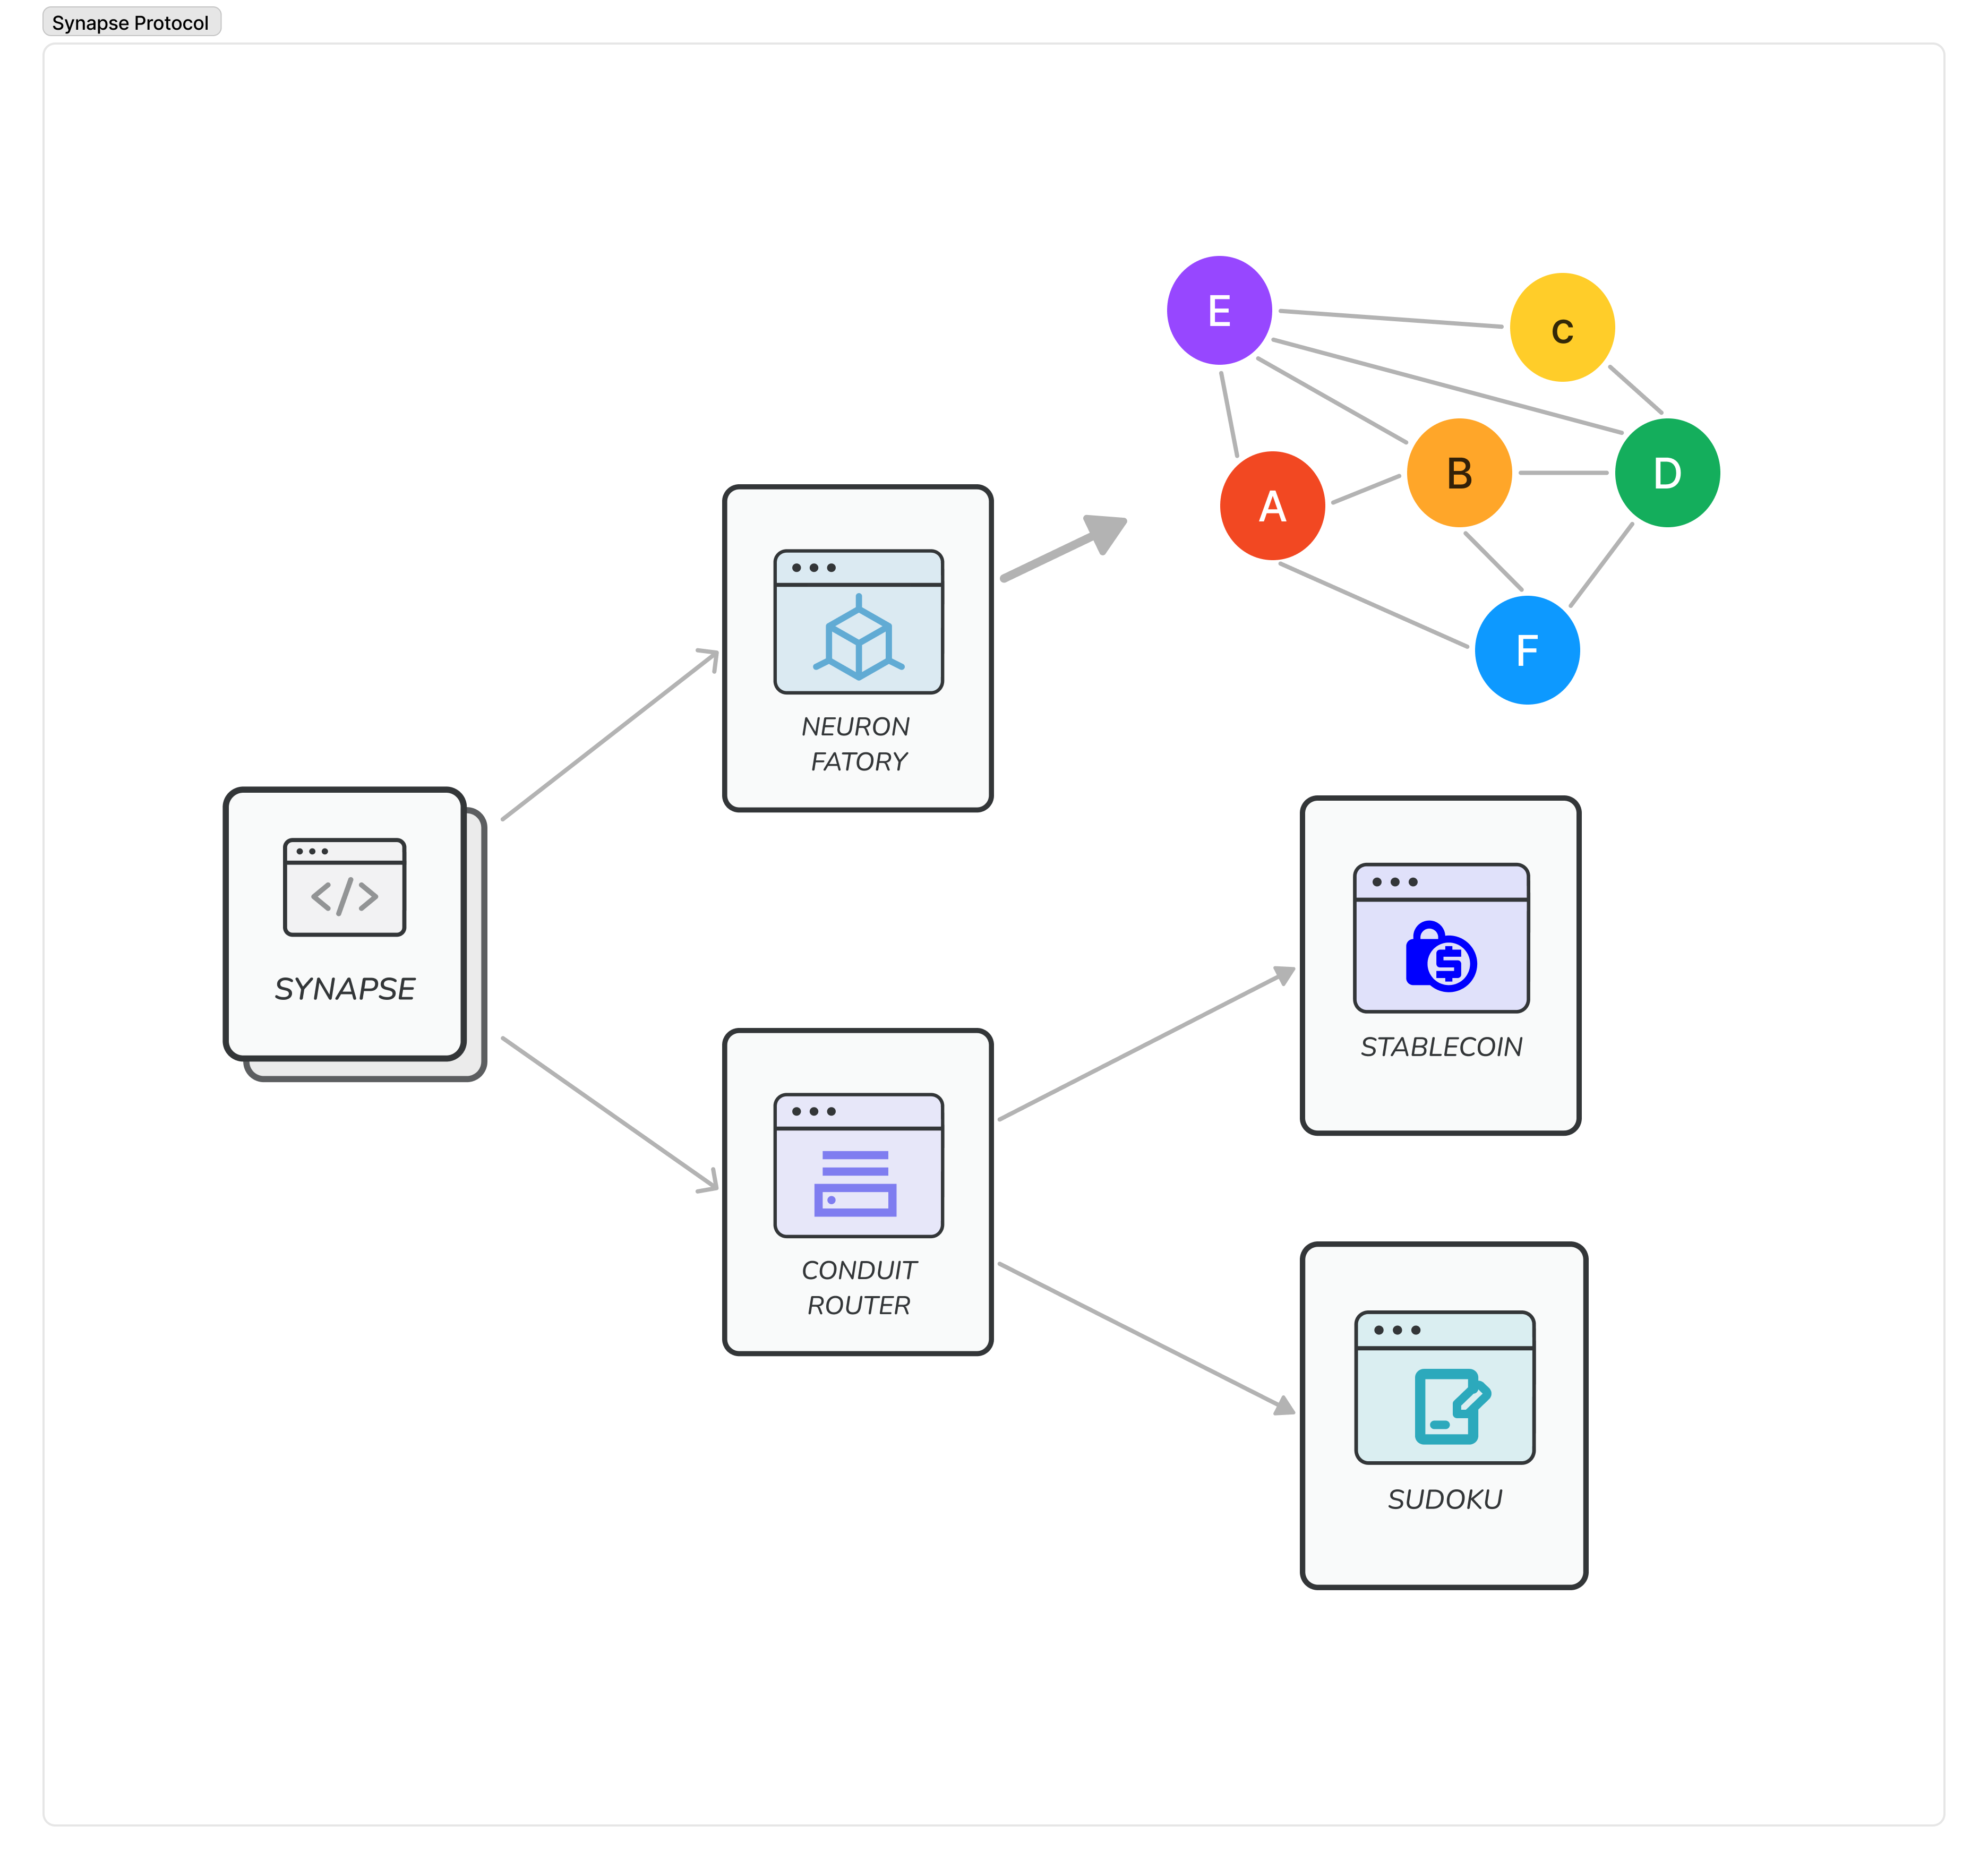 Synapse Protocol
E
c
B
D
A
F
NEURON
FATORY
SYNAPSE
STABLECOIN
CONDUIT
ROUTER
SUDOKU